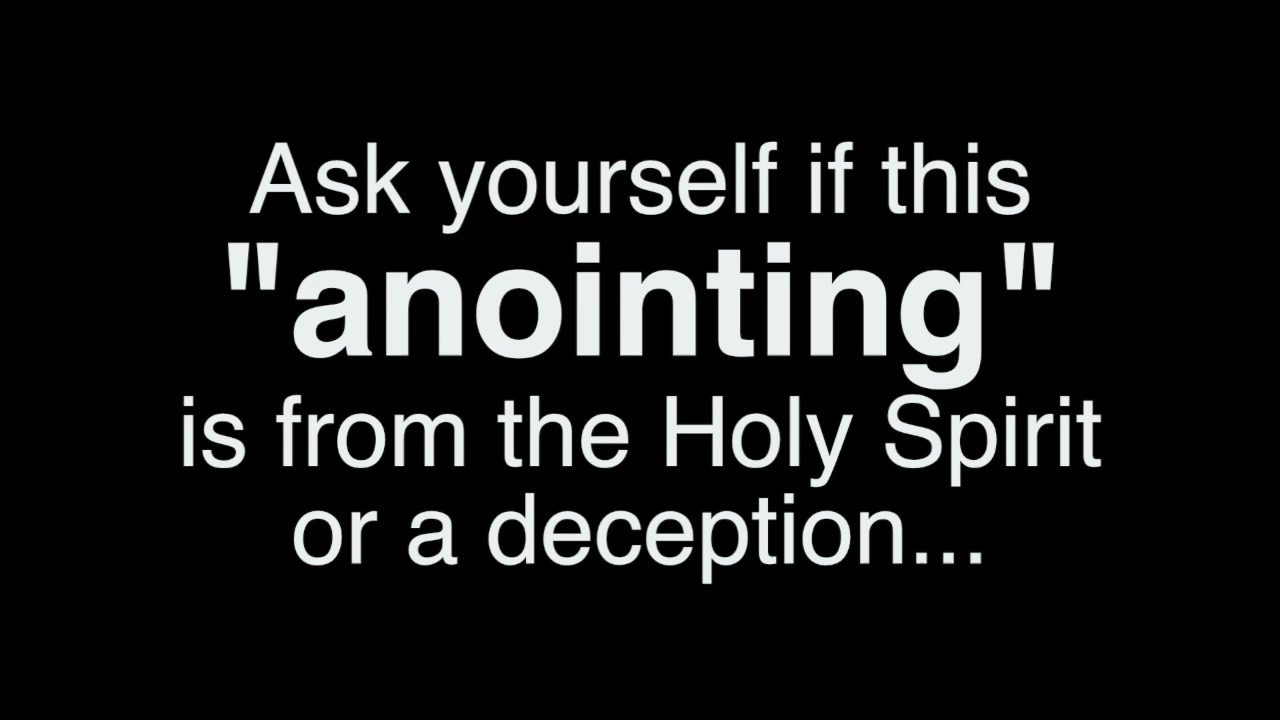 Ask yourself if this
"anointing"
is from the Holy Spirit
or a deception...